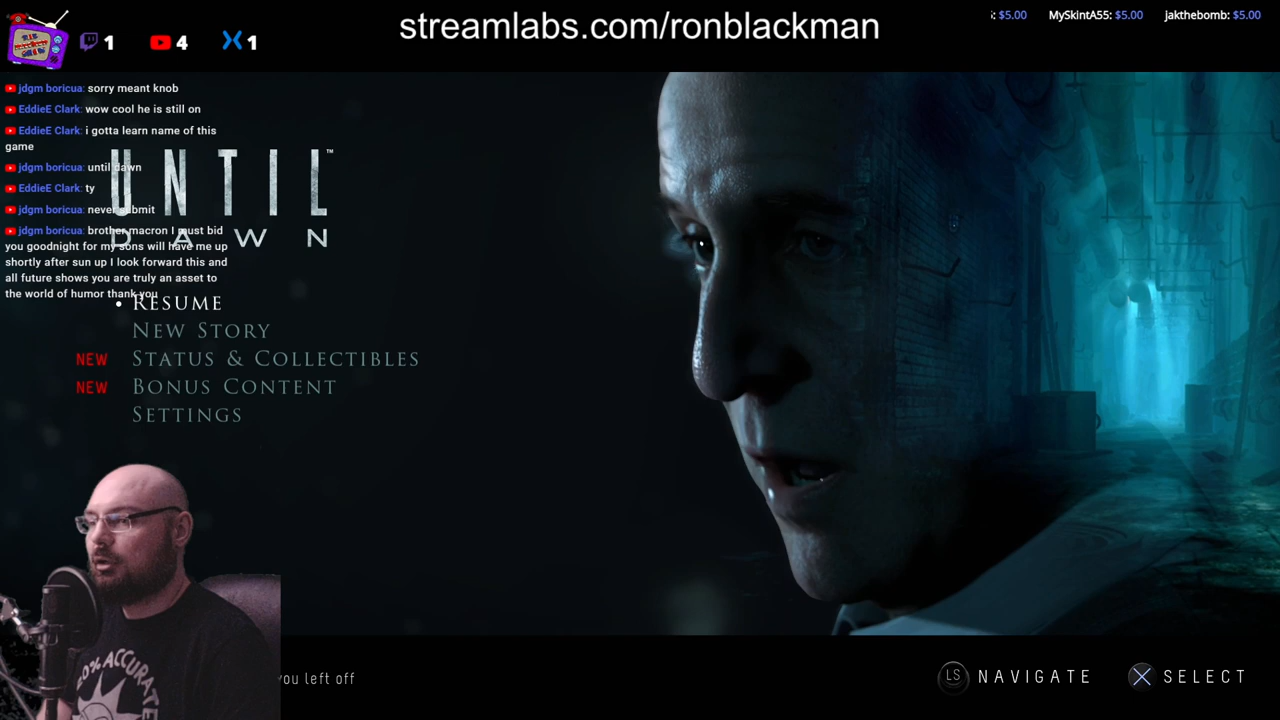 streamlabs.com/ronblackman
: $5.00 MySkintA55: $5.00 jakthebomb: $5.00
1 4 1
jdgm boricua: sorry meant knob
EddieE Clark: wow cool he is still on
EddieE Clark: i gotta learn name of this
game
jdgm boricua: until dawn
EddieE Clark: ty
jdgm boricua: never submit
jdgm boricua: brother macron I must bid
you goodnight for my sons will have me up
shortly after sun up I look forward this and
all future shows you are truly an asset to
the world of humor thank you
UNTIL™
DAWN
• RESUME
NEW STORY
NEW STATUS & COLLECTIBLES
NEW BONUS CONTENT
SETTINGS
you left off
LS NAVIGATE
SELECT
ACCURATE